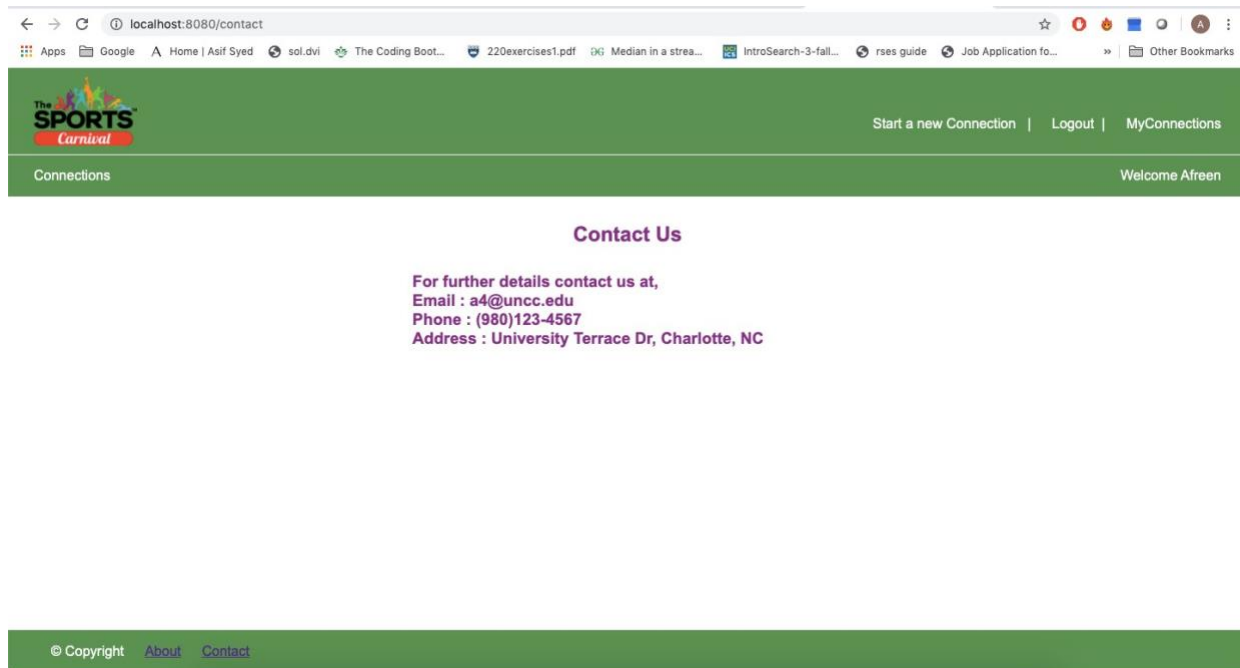 localhost:8080/contact
A
Apps Google A Home | Asif Syed sol.dvi The Coding Boot... 220exercises1.pdf GG Median in a strea... IntroSearch-3-fall... rses guide Job Application fo... » Other Bookmarks
The
SPORTS
Carnival
Start a new Connection | Logout | MyConnections
Connections Welcome Afreen
Contact Us
For further details contact us at,
Email : a4@uncc.edu
Phone : (980)123-4567
Address : University Terrace Dr, Charlotte, NC
© Copyright About Contact